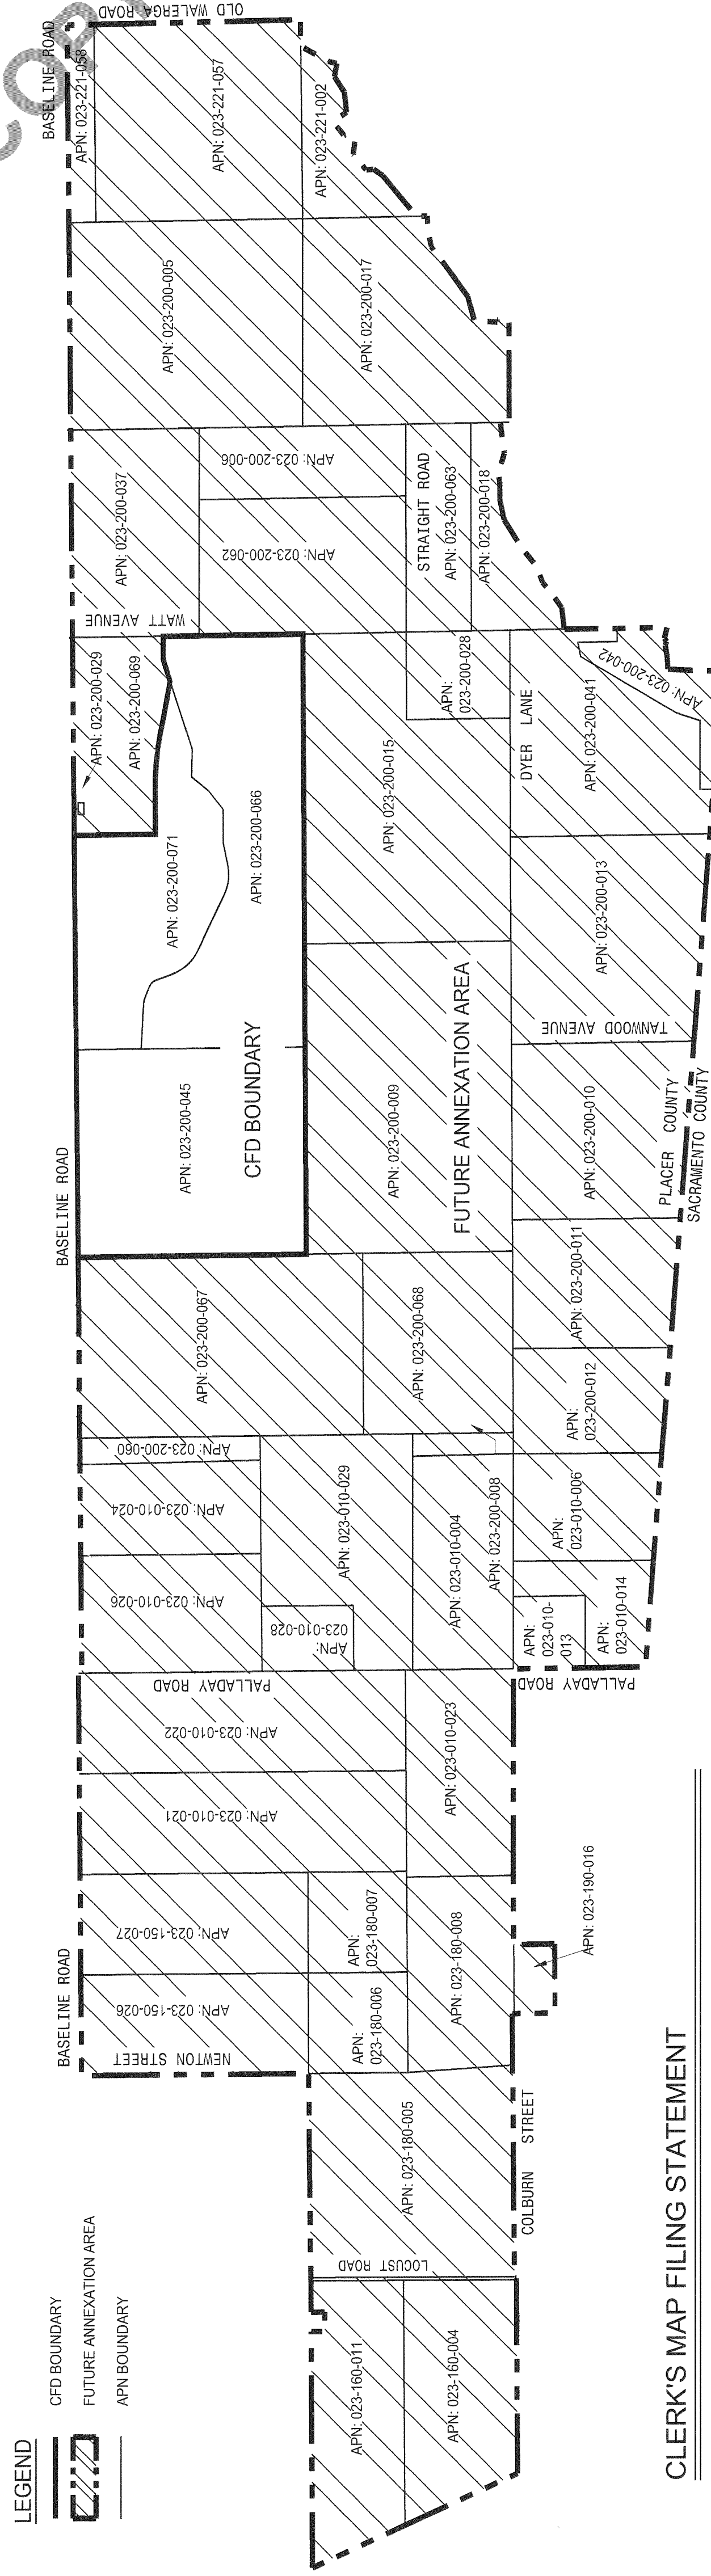 LEGEND
CFD BOUNDARY
FUTURE ANNEXATION AREA
APN BOUNDARY
BASELINE ROAD
BASELINE ROAD
BASELINE ROAD
OLD WALERGA ROAD
COPY
APN: 023-221-058
APN: 023-221-057
APN: 023-221-002
APN: 023-200-005
APN: 023-200-017
APN: 023-200-037
APN: 023-200-006
APN: 023-200-062
STRAIGHT ROAD
APN: 023-200-063
APN: 023-200-018
WATT AVENUE
APN: 023-200-029
APN: 023-200-069
APN: 023-200-071
APN: 023-200-066
APN: 023-200-045
CFD BOUNDARY
APN: 023-200-015
APN:
023-200-028
DYER LANE
APN: 023-200-041
APN: 023-200-042
APN: 023-200-013
TANWOOD AVENUE
APN: 023-200-009
FUTURE ANNEXATION AREA
APN: 023-200-010
PLACER COUNTY
SACRAMENTO COUNTY
APN: 023-200-011
APN:
023-200-012
APN: 023-200-067
APN: 023-200-068
APN: 023-200-060
APN: 023-010-024
APN: 023-010-026
APN: 023-010-029
APN:
023-010-028
APN: 023-010-004
APN: 023-200-008
APN:
023-010-006
APN:
023-010-
013
APN:
023-010-014
PALLADAY ROAD
PALLADAY ROAD
APN: 023-010-022
APN: 023-010-021
APN: 023-010-023
APN: 023-150-027
APN: 023-150-026
NEWTON STREET
APN:
023-180-007
APN:
023-180-006
APN: 023-180-008
APN: 023-190-016
APN: 023-180-005
COLBURN STREET
LOCUST ROAD
APN: 023-160-011
APN: 023-160-004
CLERK'S MAP FILING STATEMENT